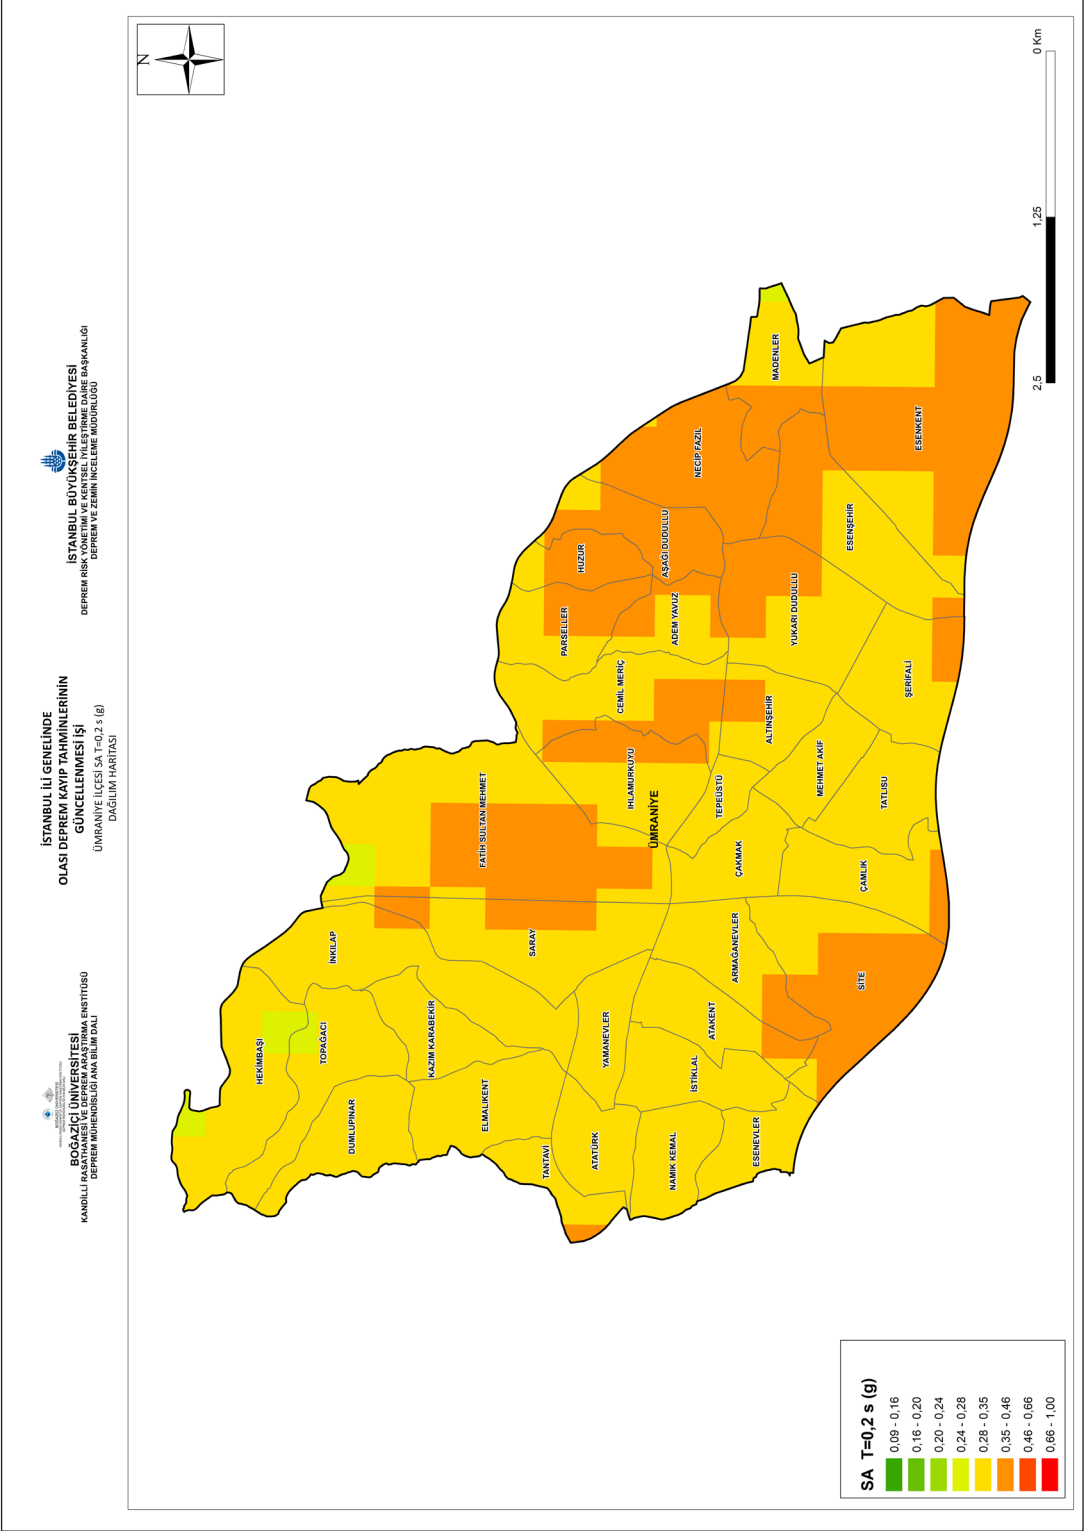 BOĞAZİÇİ ÜNİVERSİTESİ
KANDİLLİ RASATHANESİ VE DEPREM ARAŞTIRMA ENSTİTÜSÜ
DEPREM MÜHENDİSLİĞİ ANA BİLİM DALI
İSTANBUL İLİ GENELİNDE
OLASI DEPREM KAYIP TAHMİNLERİNİN
GÜNCELLENMESİ İŞİ
ÜMRANİYE İLÇESİ SA T=0,2 s (g)
DAĞILIM HARİTASI
İSTANBUL BÜYÜKŞEHİR BELEDİYESİ
DEPREM RİSK YÖNETİMİ VE KENTSEL İYİLEŞTİRME DAİRE BAŞKANLIĞI
DEPREM VE ZEMİN İNCELEME MÜDÜRLÜĞÜ
N
HEKİMBAŞI
TOPAĞACI
İNKILAP
DUMLUPINAR
KAZIM KARABEKİR
ELMALIKENT
SARAY
FATİH SULTAN MEHMET
TANTAVİ
ATATÜRK
YAMANEVLER
IHLAMURKUYU
CEMİL MERİÇ
PARSELLER
HUZUR
ÜMRANİYE
ADEM YAVUZ
AŞAĞI DUDULLU
NECİP FAZIL
NAMIK KEMAL
İSTİKLAL
ATAKENT
ARMAĞANEVLER
ÇAKMAK
TEPEÜSTÜ
ALTINŞEHİR
YUKARI DUDULLU
MADENLER
ESENEVLER
MEHMET AKİF
ESENŞEHİR
SİTE
ÇAMLIK
TATLISU
ŞERİFALİ
ESENKENT
SA T=0,2 s (g)
0,09 - 0,16
0,16 - 0,20
0,20 - 0,24
0,24 - 0,28
0,28 - 0,35
0,35 - 0,46
0,46 - 0,66
0,66 - 1,00
2,5
1,25
0 Km